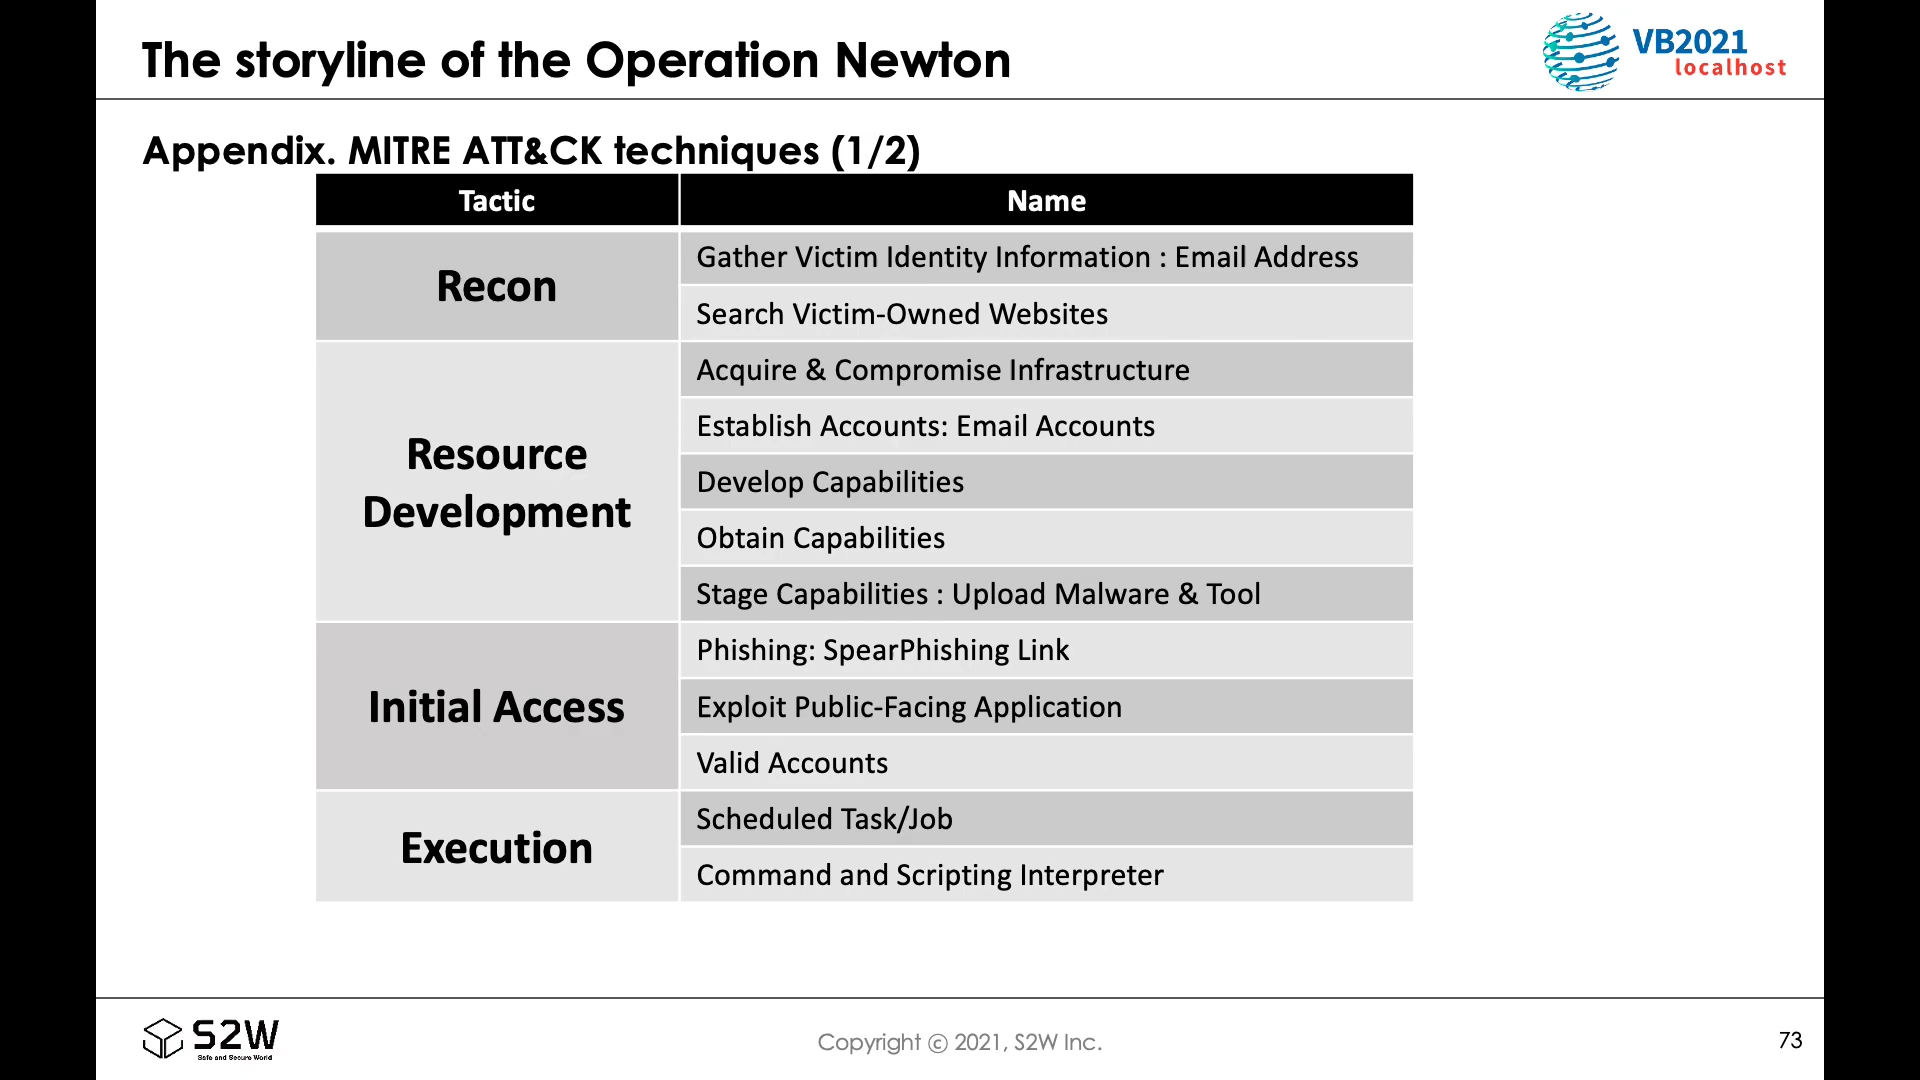 The storyline of the Operation Newton
VB2021
localhost
Appendix. MITRE ATT&CK techniques (1/2)
Tactic
Name
Recon
Gather Victim Identity Information : Email Address
Search Victim-Owned Websites
Resource
Development
Acquire & Compromise Infrastructure
Establish Accounts: Email Accounts
Develop Capabilities
Obtain Capabilities
Stage Capabilities : Upload Malware & Tool
Initial Access
Phishing: SpearPhishing Link
Exploit Public-Facing Application
Valid Accounts
Execution
Scheduled Task/Job
Command and Scripting Interpreter
S2W
Safe and Secure World
Copyright © 2021, S2W Inc.
73